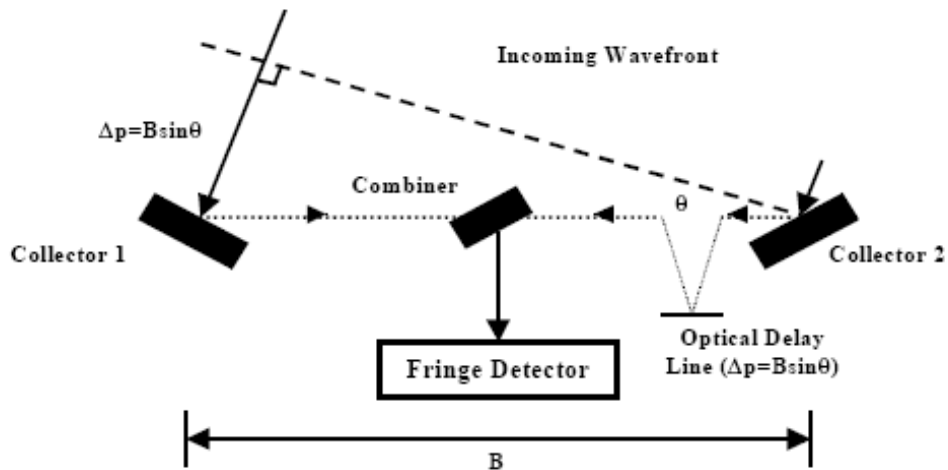 Incoming Wavefront
Δp=Bsinθ
Combiner
θ
Collector 1
Collector 2
Optical Delay
Line (Δp=Bsinθ)
Fringe Detector
B